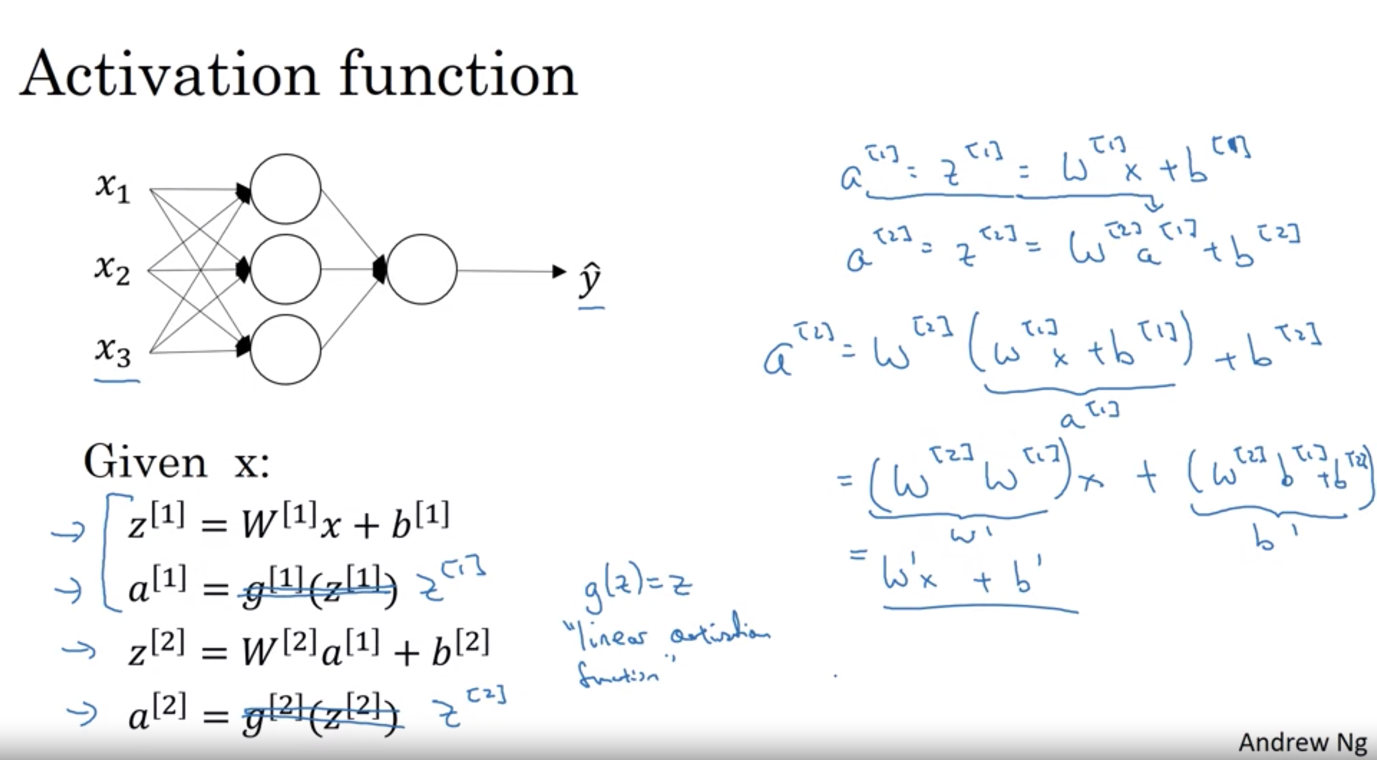 Activation function
x₁
x₂
x₃
ŷ
Given x:
→ z^[1] = W^[1]x + b^[1]
→ a^[1] = g^[1](z^[1]) z^[1]
→ z^[2] = W^[2]a^[1] + b^[2]
→ a^[2] = g^[2](z^[2]) z^[2]
g(z)=z
"linear activation
function"
a^[1] = z^[1] = W^[1]x + b^[1]
a^[2] = z^[2] = W^[2]a^[1] + b^[2]
a^[2] = W^[2](W^[1]x + b^[1]) + b^[2]
a^[1]
= (W^[2]W^[1])x + (W^[2]b^[1] + b^[2])
W' b'
= W'x + b'
Andrew Ng